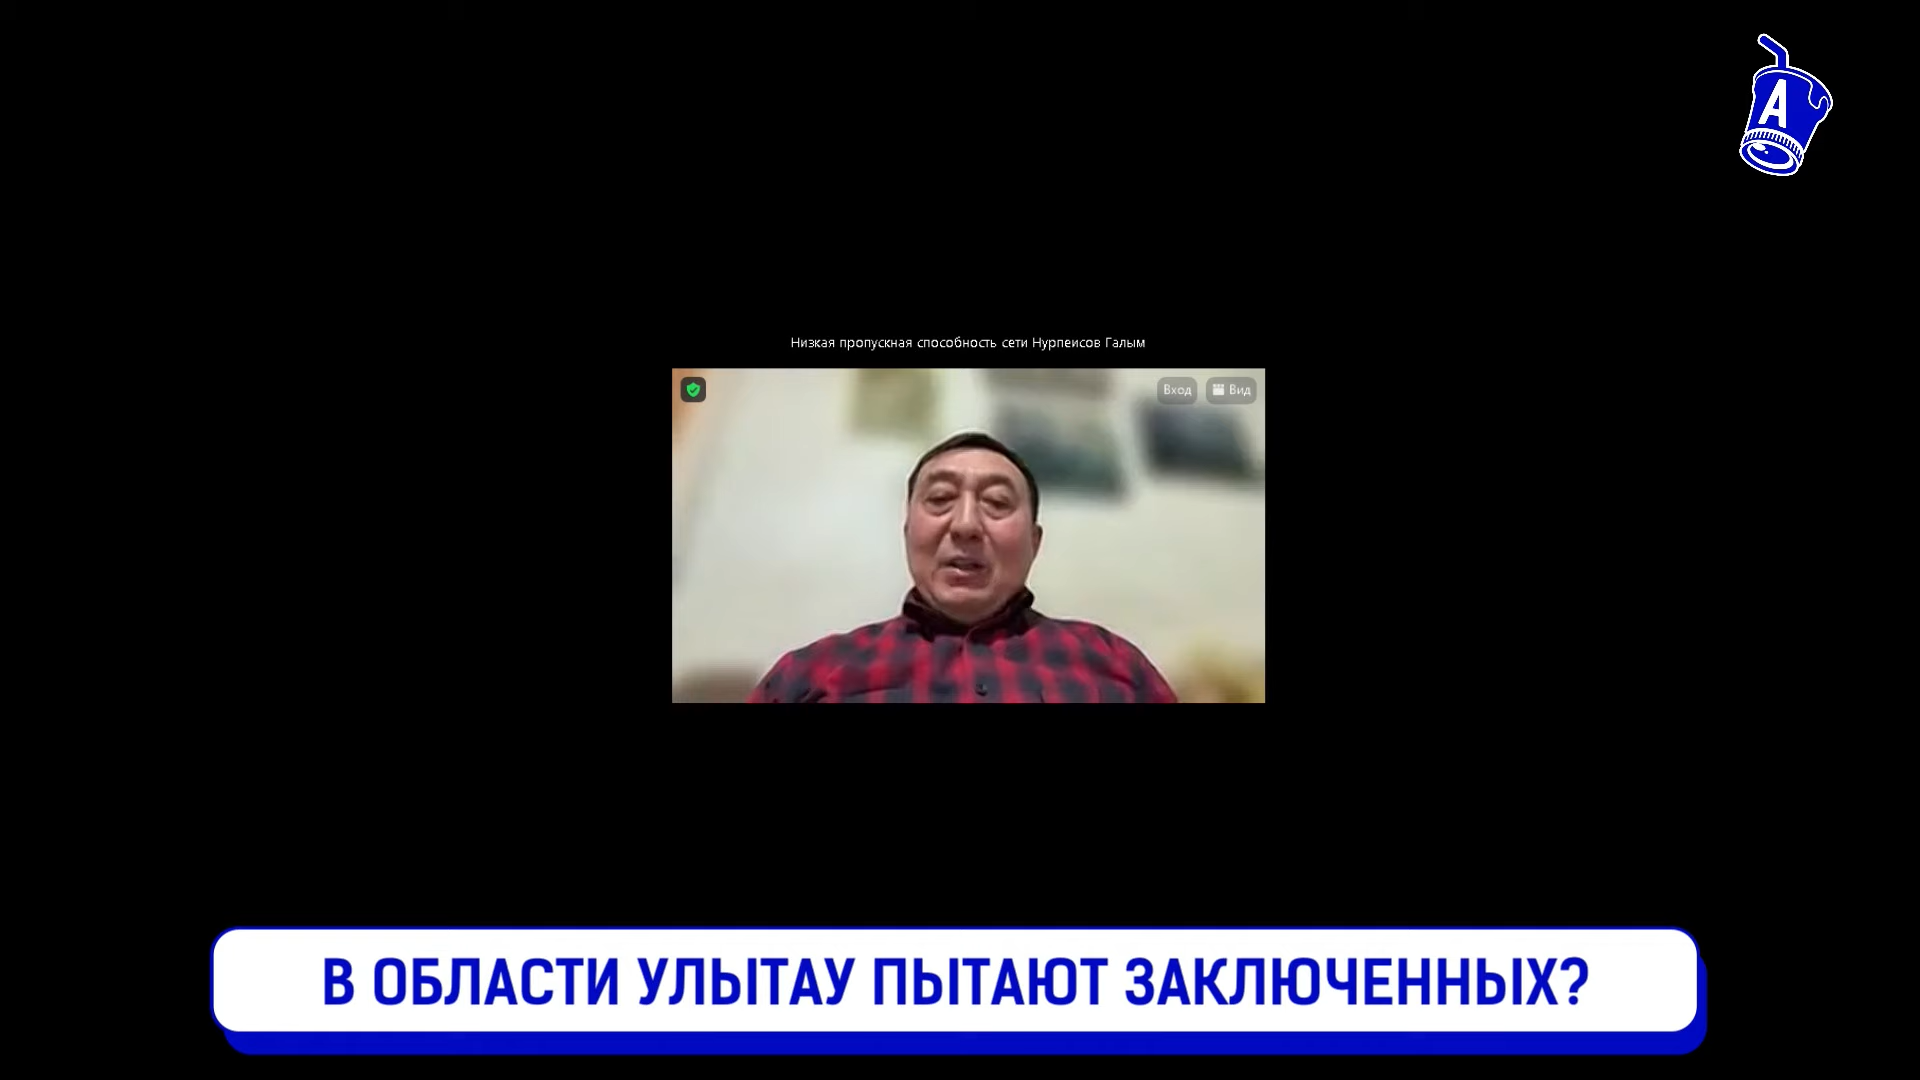 A
Низкая пропускная способность сети Нурпеисов Галым
Вход Вид
В ОБЛАСТИ УЛЫТАУ ПЫТАЮТ ЗАКЛЮЧЕННЫХ?